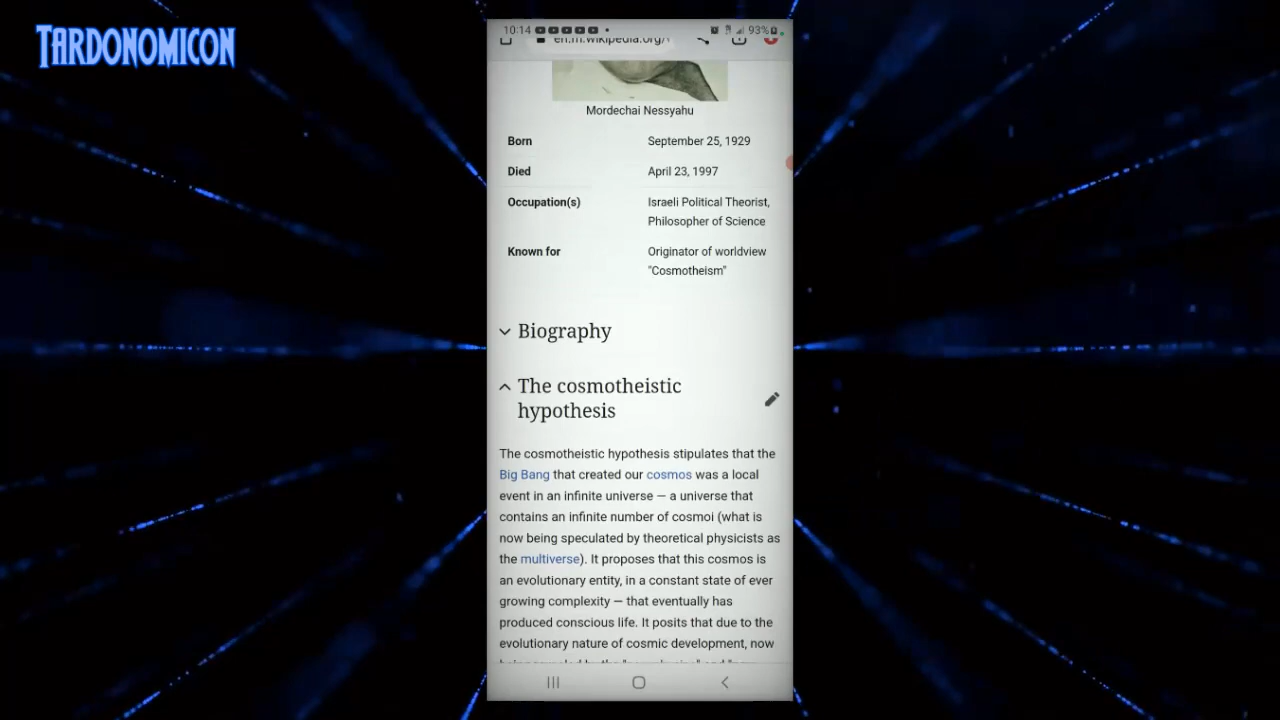 TARDONOMICON
10:14
93%
en.m.wikipedia.org/
Mordechai Nessyahu
Born September 25, 1929
Died April 23, 1997
Occupation(s) Israeli Political Theorist,
Philosopher of Science
Known for Originator of worldview
"Cosmotheism"
Biography
The cosmotheistic
hypothesis
The cosmotheistic hypothesis stipulates that the
Big Bang that created our cosmos was a local
event in an infinite universe — a universe that
contains an infinite number of cosmoi (what is
now being speculated by theoretical physicists as
the multiverse). It proposes that this cosmos is
an evolutionary entity, in a constant state of ever
growing complexity — that eventually has
produced conscious life. It posits that due to the
evolutionary nature of cosmic development, now